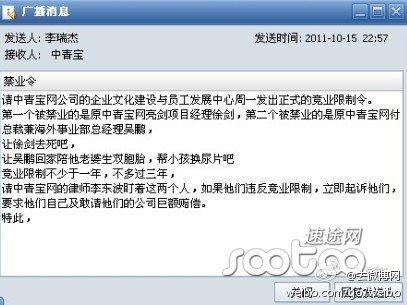 广播消息
发送人: 李瑞杰 发送时间: 2011-10-15 22:57
接收人: 中青宝
禁业令
请中青宝网公司的企业文化建设与员工发展中心周一发出正式的竞业限制令。
第一个被禁业的是原中青宝网亮剑项目经理徐剑,第二个被禁业的是原中青宝网付
总裁兼海外事业部总经理吴鹏,
让徐剑去死吧,
让吴鹏回家陪他老婆生双胞胎,帮小孩换尿片吧
竞业限制不少于一年,不多过三年,
请中青宝网的律师李东波盯着这两个人,如果他们违反竞业限制,立即起诉他们,
要求他们自己及敢请他们的公司巨额赔偿。
特此,
速途网
sootoo
@去微博网